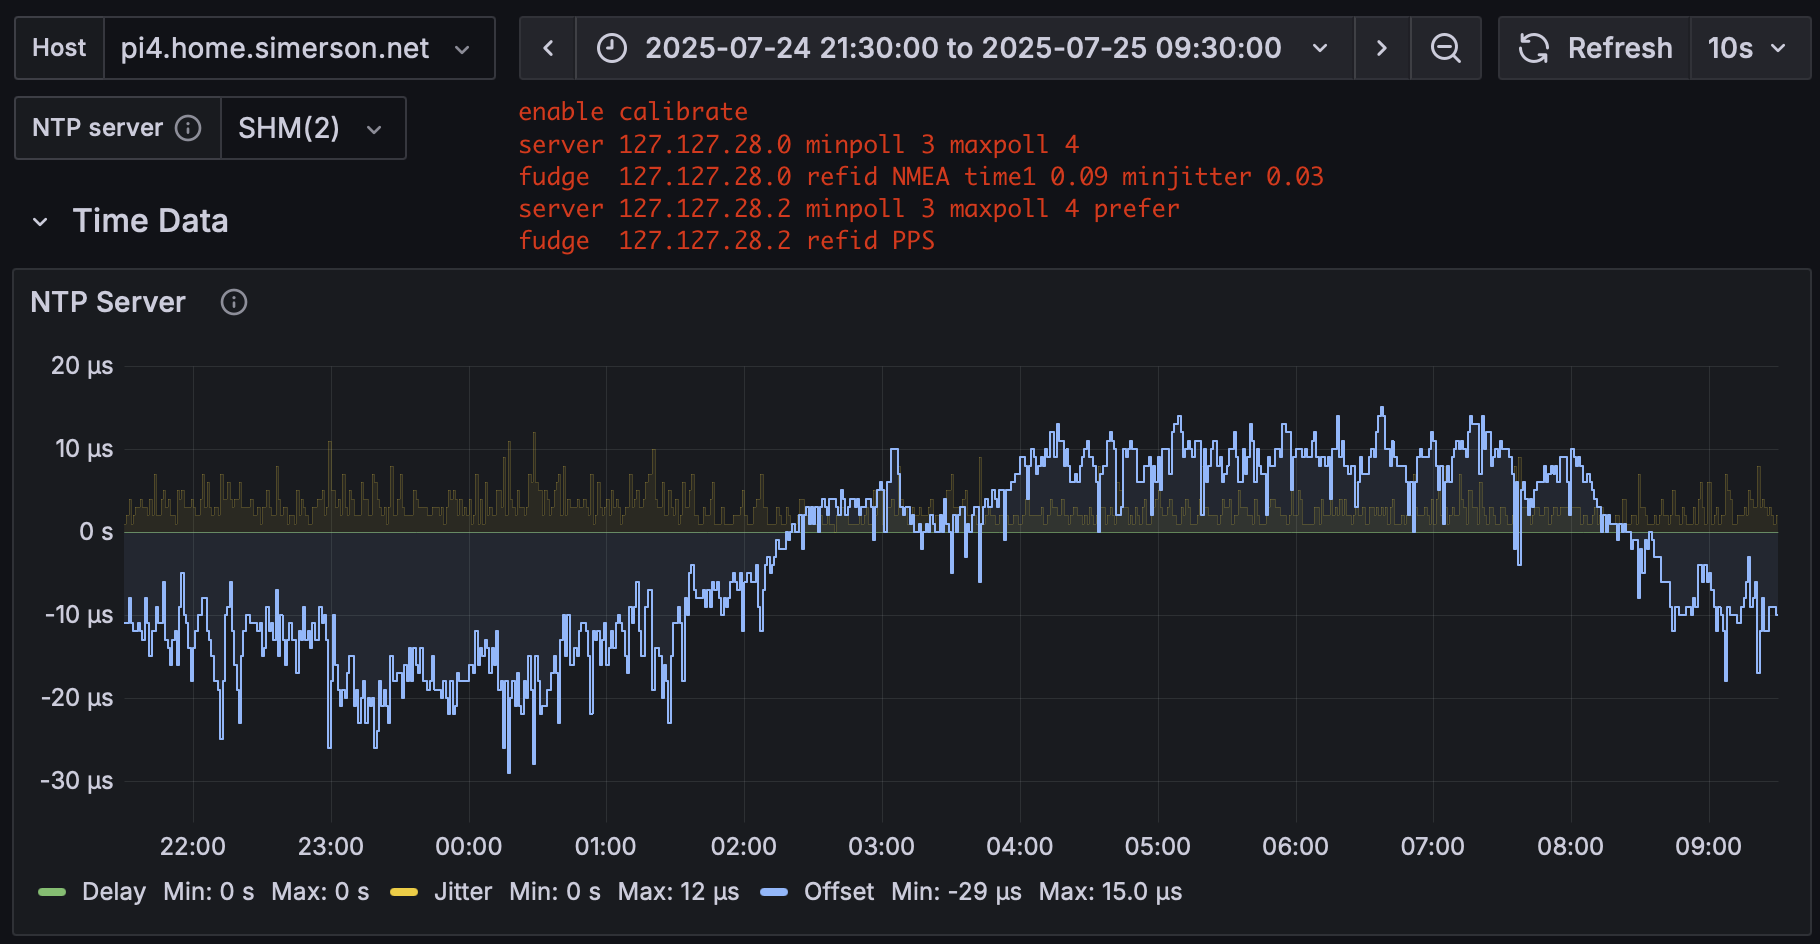 Host pi4.home.simerson.net 2025-07-24 21:30:00 to 2025-07-25 09:30:00 Refresh 10s
NTP server SHM(2)
enable calibrate
server 127.127.28.0 minpoll 3 maxpoll 4
fudge  127.127.28.0 refid NMEA time1 0.09 minjitter 0.03
server 127.127.28.2 minpoll 3 maxpoll 4 prefer
fudge  127.127.28.2 refid PPS
Time Data
NTP Server
20 µs
10 µs
0 s
-10 µs
-20 µs
-30 µs
22:00 23:00 00:00 01:00 02:00 03:00 04:00 05:00 06:00 07:00 08:00 09:00
Delay Min: 0 s Max: 0 s Jitter Min: 0 s Max: 12 µs Offset Min: -29 µs Max: 15.0 µs